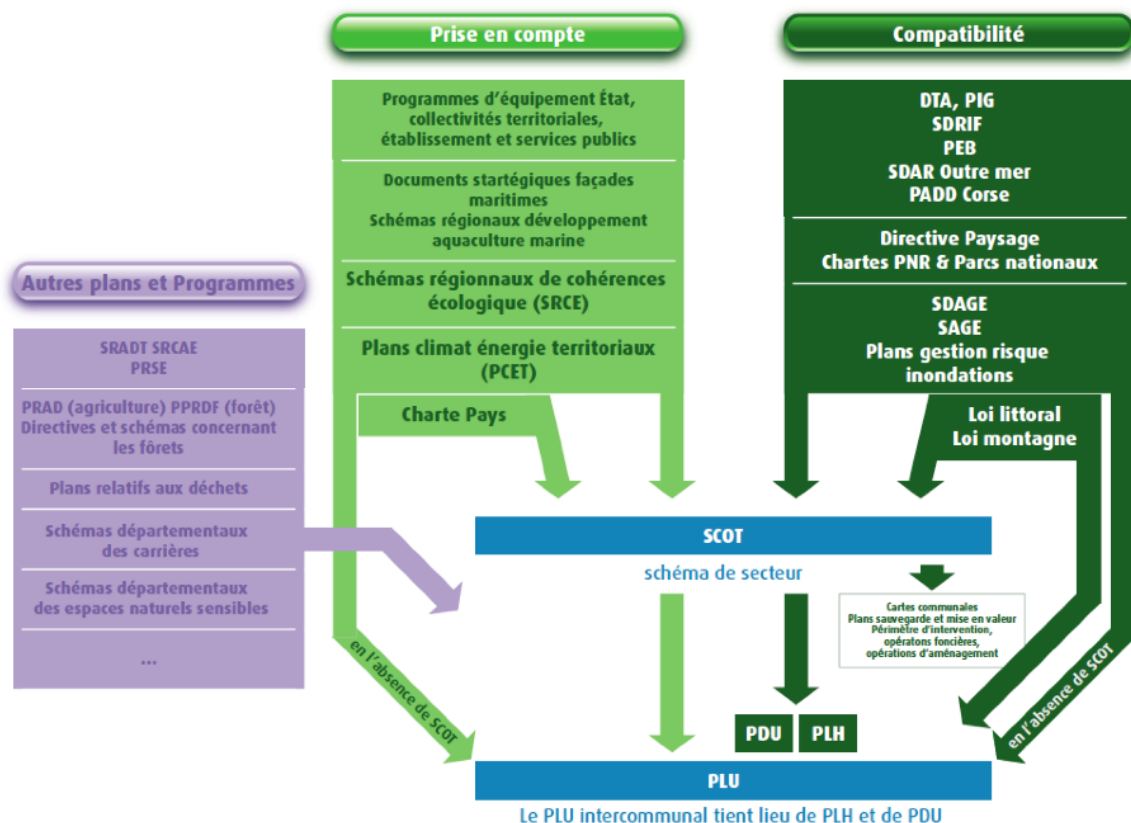 Prise en compte
Programmes d'équipement État,
collectivités territoriales,
établissement et services publics
Documents startégiques façades
maritimes
Schémas régionaux développement
aquaculture marine
Schémas régionnaux de cohérences
écologique (SRCE)
Plans climat énergie territoriaux
(PCET)
Charte Pays
Compatibilité
DTA, PIG
SDRIF
PEB
SDAR Outre mer
PADD Corse
Directive Paysage
Chartes PNR & Parcs nationaux
SDAGE
SAGE
Plans gestion risque
inondations
Loi littoral
Loi montagne
Autres plans et Programmes
SRADT SRCAE
PRSE
PRAD (agriculture) PPRDF (forêt)
Directives et schémas concernant
les fôrets
Plans relatifs aux déchets
Schémas départementaux
des carrières
Schémas départementaux
des espaces naturels sensibles
...
SCOT
schéma de secteur
Cartes communales
Plans sauvegarde et mise en valeur
Périmètre d'intervention,
opératons foncières,
opérations d'aménagement
en l'absence de SCOT
en l'absence de SCOT
PDU
PLH
PLU
Le PLU intercommunal tient lieu de PLH et de PDU